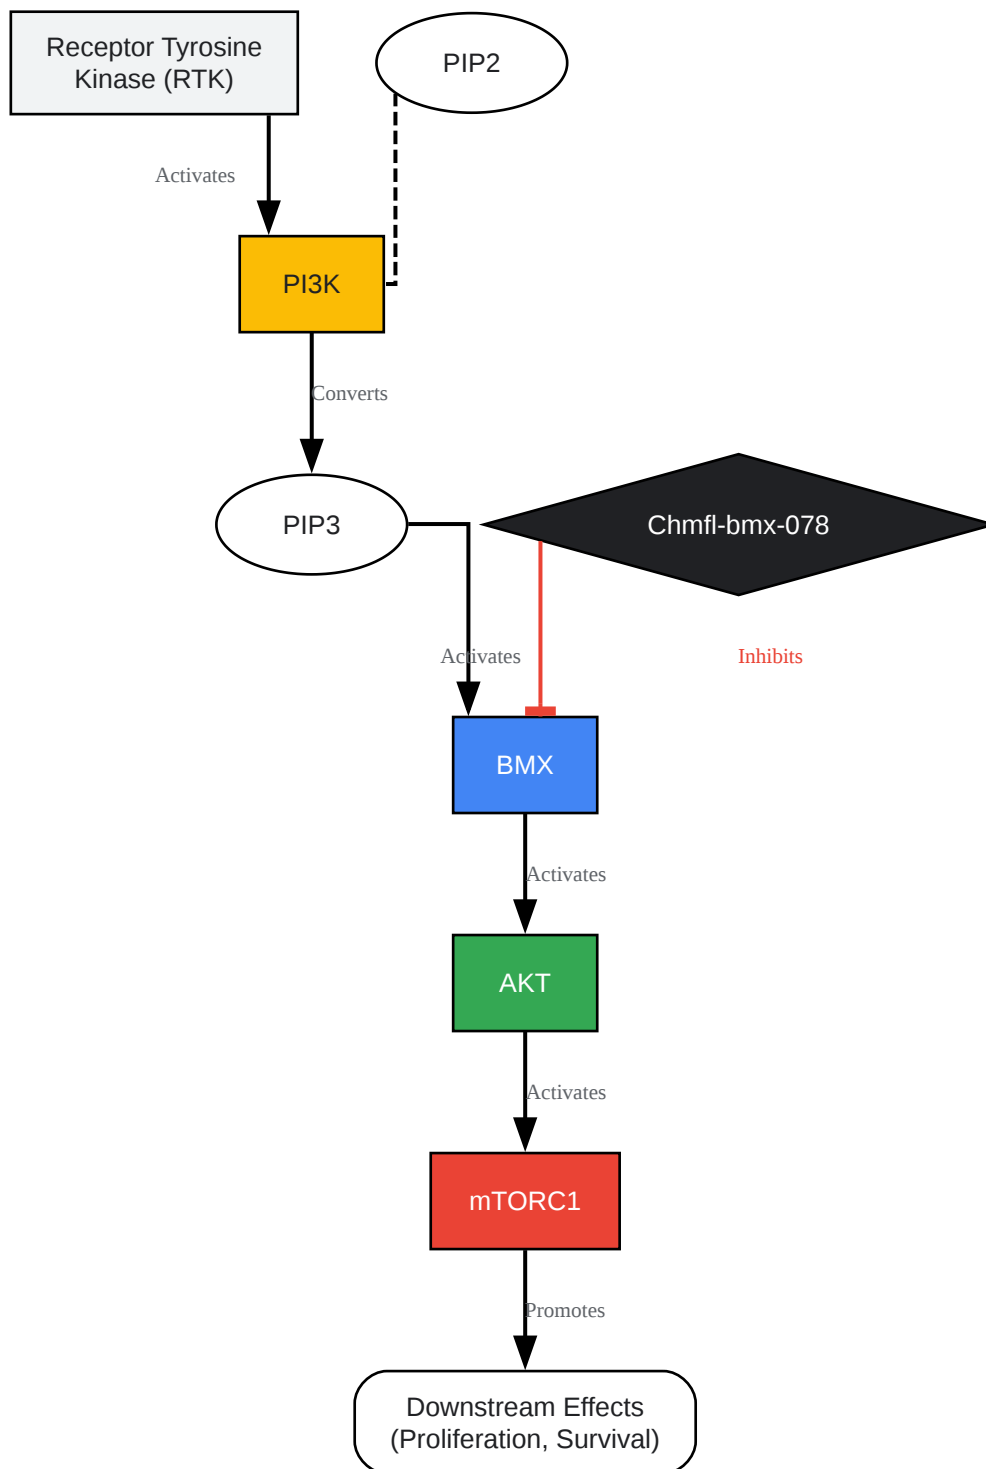 Receptor Tyrosine
Kinase (RTK)
PIP2
Activates
PI3K
Converts
PIP3
Chmfl-bmx-078
Activates
Inhibits
BMX
Activates
AKT
Activates
mTORC1
Promotes
Downstream Effects
(Proliferation, Survival)